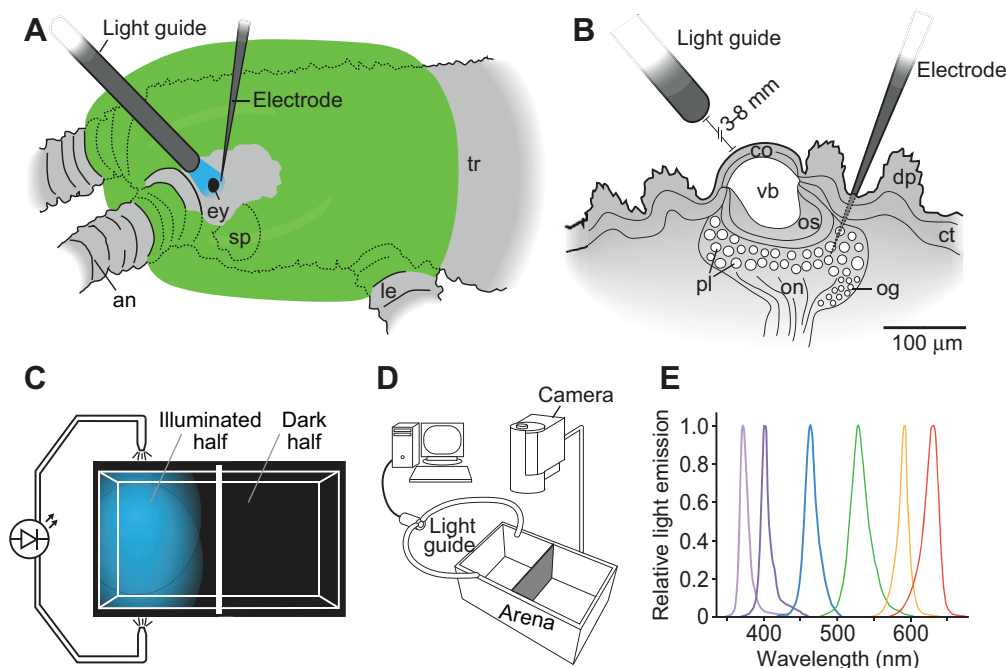 A
Light guide
Electrode
tr
ey
sp
an
le
B
Light guide
Electrode
3-8 mm
co
vb
dp
os
ct
pl
on
og
100 μm
C
Illuminated
half
Dark
half
D
Camera
Light
guide
Arena
E
Relative light emission
1.0
0.8
0.6
0.4
0.2
0
400
500
600
Wavelength (nm)